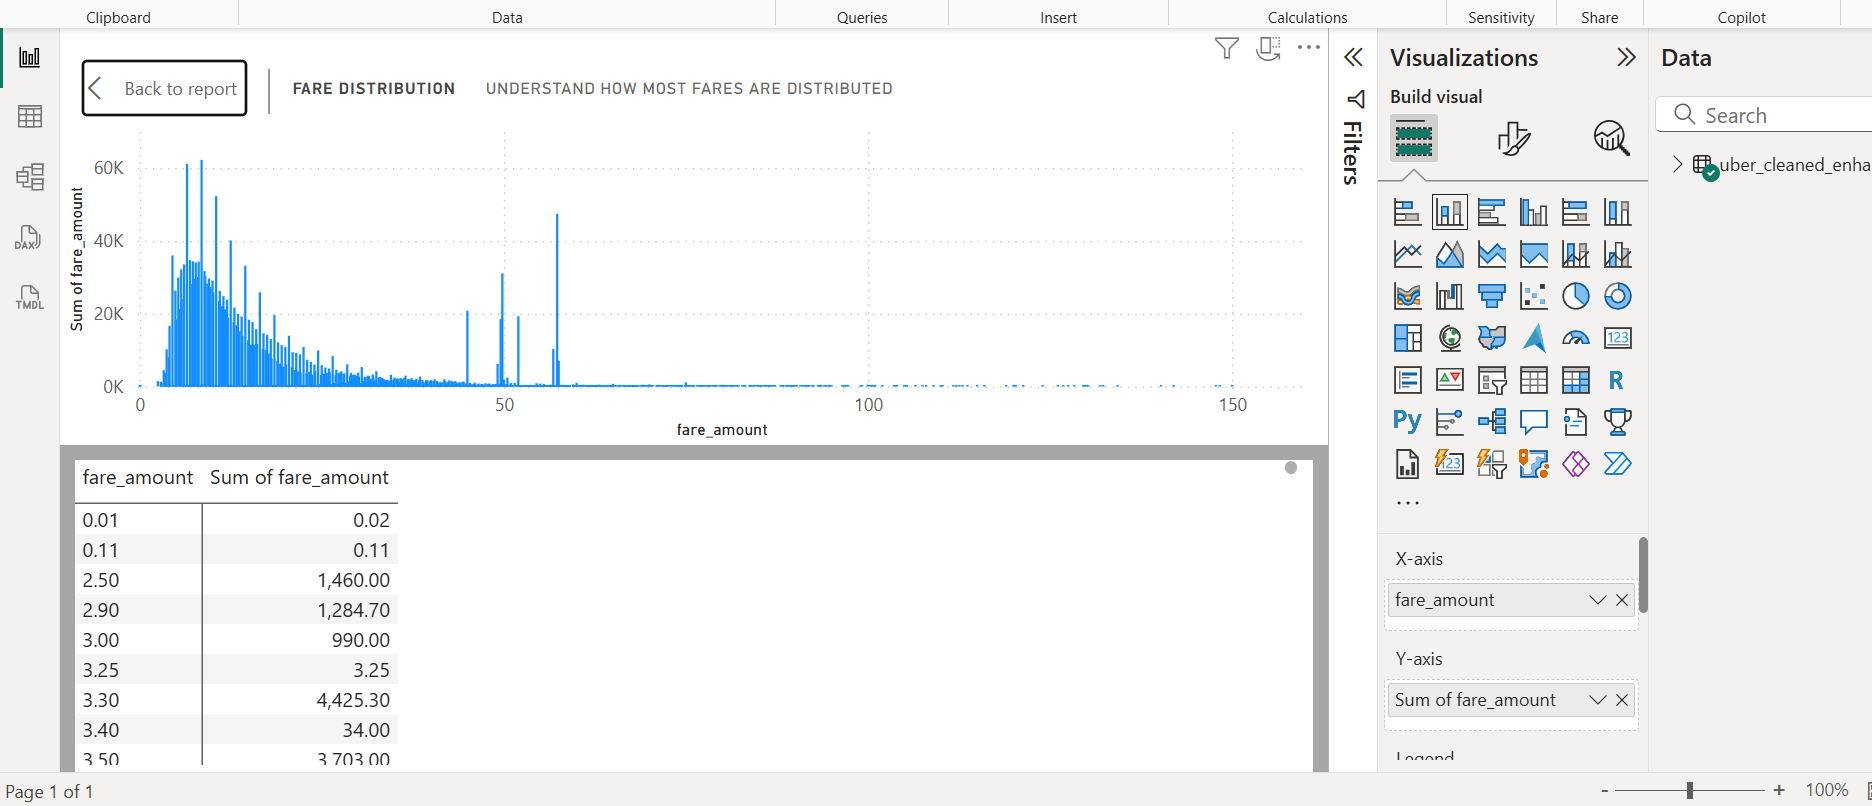 Clipboard Data Queries Insert Calculations Sensitivity Share Copilot
Back to report
FARE DISTRIBUTION UNDERSTAND HOW MOST FARES ARE DISTRIBUTED
Sum of fare_amount
60K
40K
20K
0K
0 50 100 150
fare_amount
fare_amount Sum of fare_amount
0.01 0.02
0.11 0.11
2.50 1,460.00
2.90 1,284.70
3.00 990.00
3.25 3.25
3.30 4,425.30
3.40 34.00
3.50 3,703.00
DAX
TMDL
Filters
Visualizations
Build visual
123
R
Py
123
X-axis
fare_amount
Y-axis
Sum of fare_amount
Legend
Data
Search
uber_cleaned_enha
Page 1 of 1
- + 100%